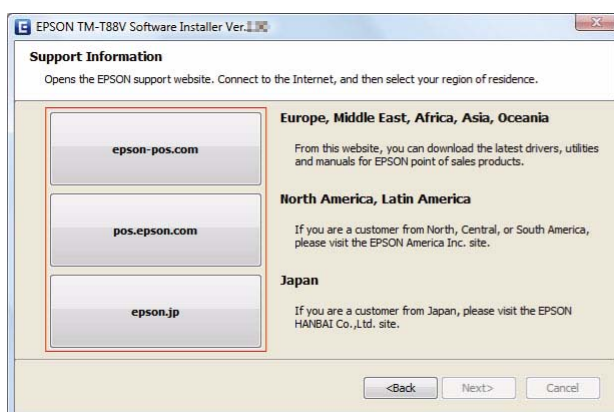 EPSON TM-T88V Software Installer Ver.
Support Information
Opens the EPSON support website. Connect to the Internet, and then select your region of residence.
epson-pos.com
Europe, Middle East, Africa, Asia, Oceania
From this website, you can download the latest drivers, utilities
and manuals for EPSON point of sales products.
pos.epson.com
North America, Latin America
If you are a customer from North, Central, or South America,
please visit the EPSON America Inc. site.
epson.jp
Japan
If you are a customer from Japan, please visit the EPSON
HANBAI Co.,Ltd. site.
<Back
Next>
Cancel